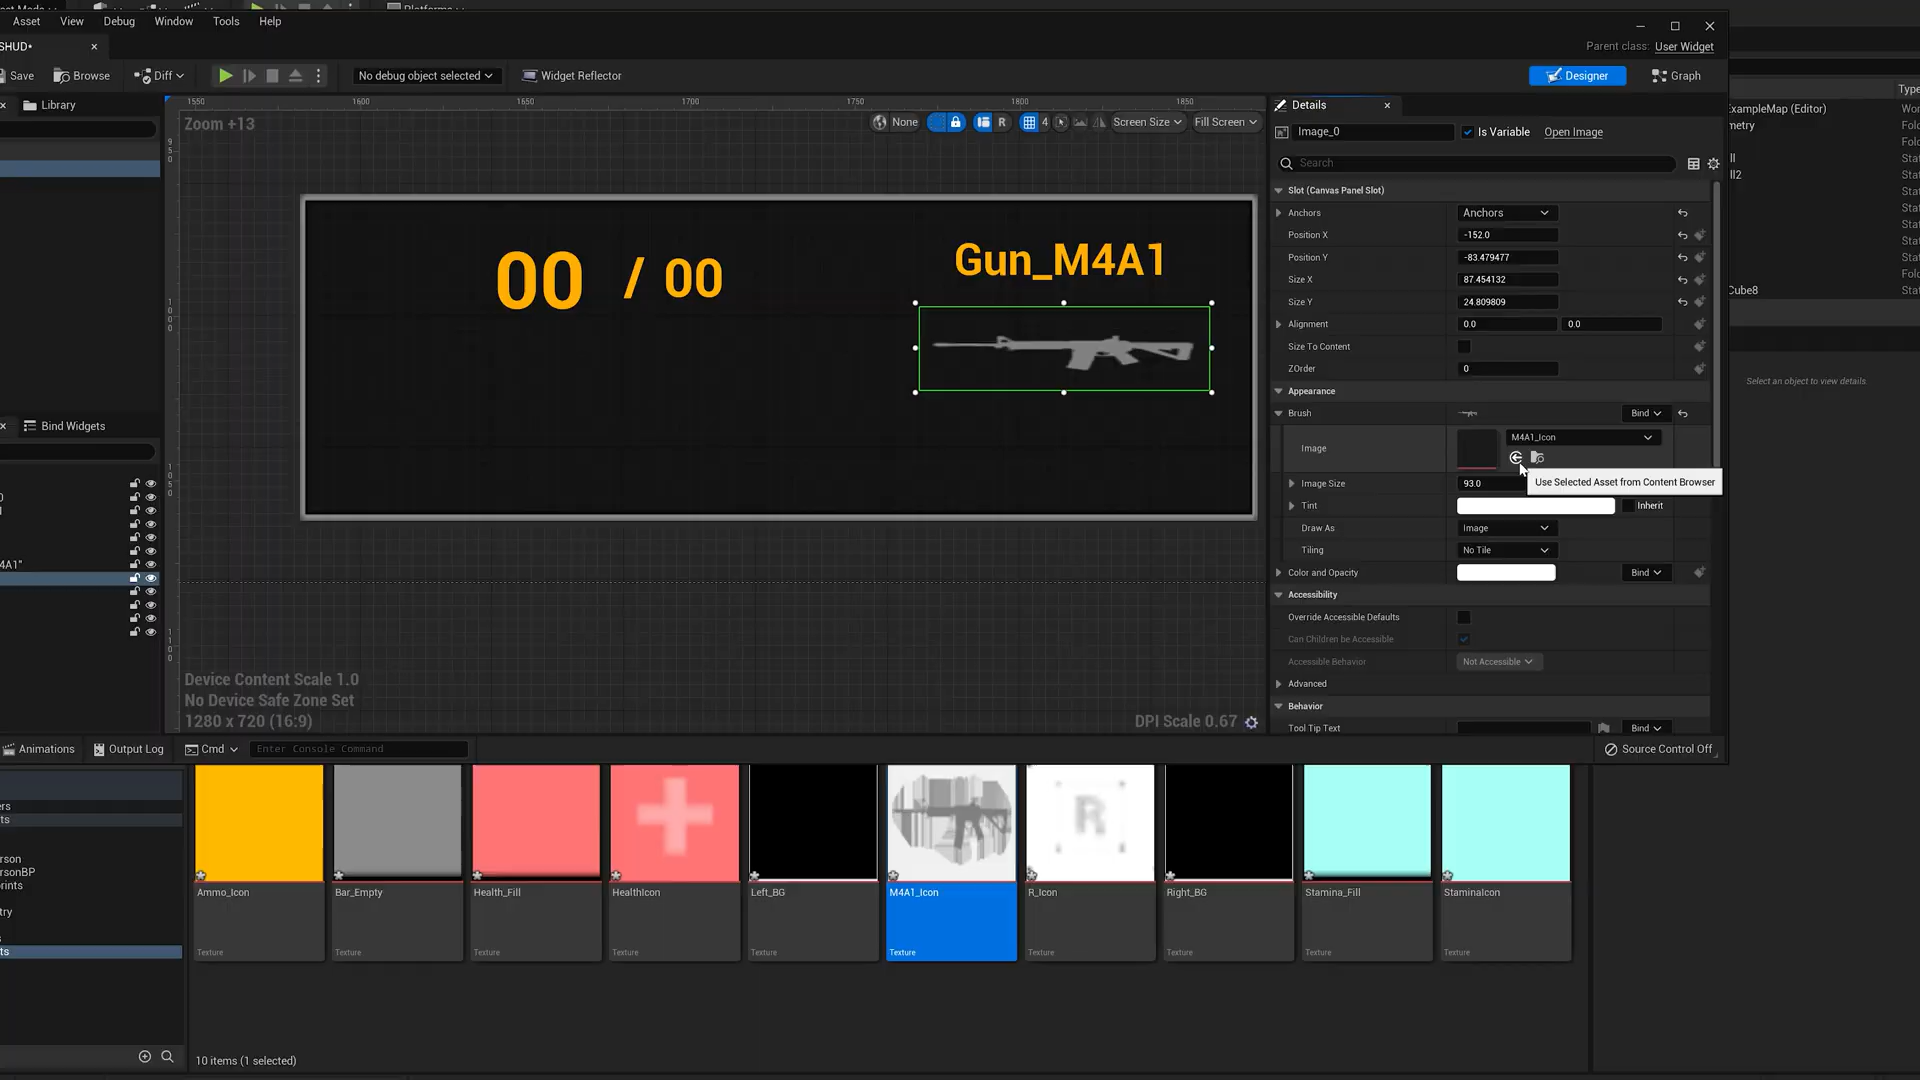 Platforms
Asset View Debug Window Tools Help
SHUD•
Parent class: User Widget
Save Browse Diff No debug object selected Widget Reflector Designer Graph
Library
1550 1600 1650 1700 1750 1800 1850
Details
Type
Zoom +13
None R 4 Screen Size Fill Screen
Image_0 Is Variable Open Image
ExampleMap (Editor)
Search
Slot (Canvas Panel Slot)
Anchors Anchors
Position X -152.0
Position Y -83.479477
Size X 87.454132
Size Y 24.809809
Alignment 0.0 0.0
Size To Content
ZOrder 0
Cube8
Select an object to view details
00 / 00
Gun_M4A1
Appearance
Brush Bind
Image M4A1_Icon
Use Selected Asset from Content Browser
Image Size 93.0
Tint Inherit
Draw As Image
Tiling No Tile
Color and Opacity Bind
Accessibility
Override Accessible Defaults
Can Children be Accessible
Accessible Behavior Not Accessible
Advanced
Behavior
Tool Tip Text Bind
Bind Widgets
4A1"
Device Content Scale 1.0
No Device Safe Zone Set
1280 x 720 (16:9)
DPI Scale 0.67
Animations Output Log Cmd Enter Console Command Source Control Off
Ammo_Icon Bar_Empty Health_Fill HealthIcon Left_BG M4A1_Icon R_Icon Right_BG Stamina_Fill StaminaIcon
Texture Texture Texture Texture Texture Texture Texture Texture Texture Texture
10 items (1 selected)